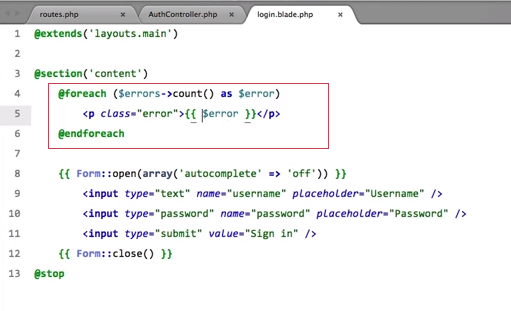 routes.php × AuthController.php × login.blade.php ×
1 @extends('layouts.main')
2
3 @section('content')
4 @foreach ($errors->count() as $error)
5 <p class="error">{{ $error }}</p>
6 @endforeach
7
8 {{ Form::open(array('autocomplete' => 'off')) }}
9 <input type="text" name="username" placeholder="Username" />
10 <input type="password" name="password" placeholder="Password" />
11 <input type="submit" value="Sign in" />
12 {{ Form::close() }}
13 @stop